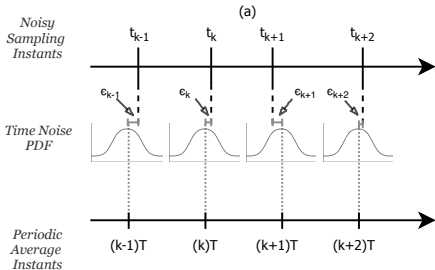 (a)
Noisy
Sampling
Instants
t_{k-1} t_k t_{k+1} t_{k+2}
ϵ_{k-1} ϵ_k ϵ_{k+1} ϵ_{k+2}
Time Noise
PDF
Periodic
Average
Instants
(k-1)T (k)T (k+1)T (k+2)T